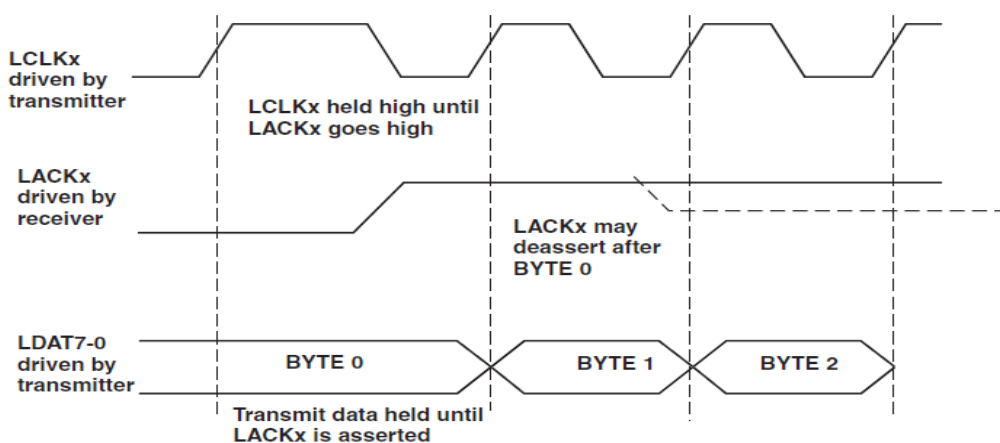 LCLKx
driven by
transmitter
LCLKx held high until
LACKx goes high
LACKx
driven by
receiver
LACKx may
deassert after
BYTE 0
LDAT7-0
driven by
transmitter
BYTE 0
BYTE 1
BYTE 2
Transmit data held until
LACKx is asserted